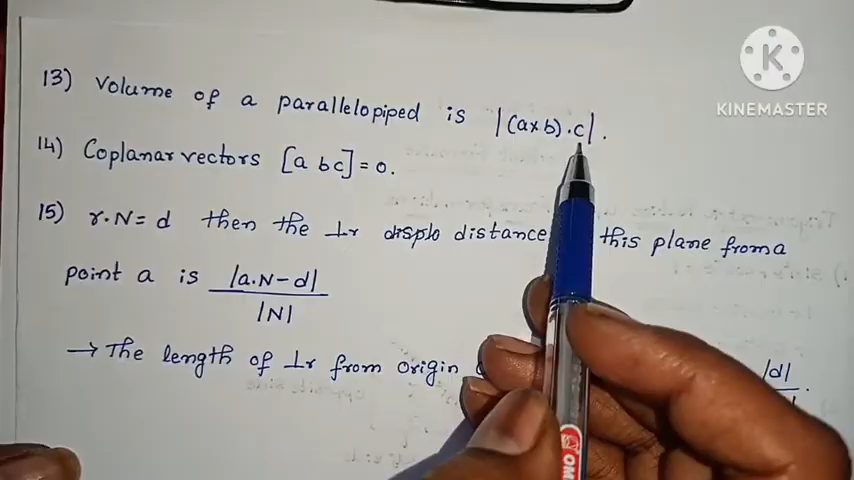 KINEMASTER
13) Volume of a parallelopiped is |(a×b)·c|.
14) Coplanar vectors [a bc] = 0.
15) r.N = d then the ⊥r distance this plane from a
point a is |a.N-d| / |N|
→ The length of ⊥r from origin |d|